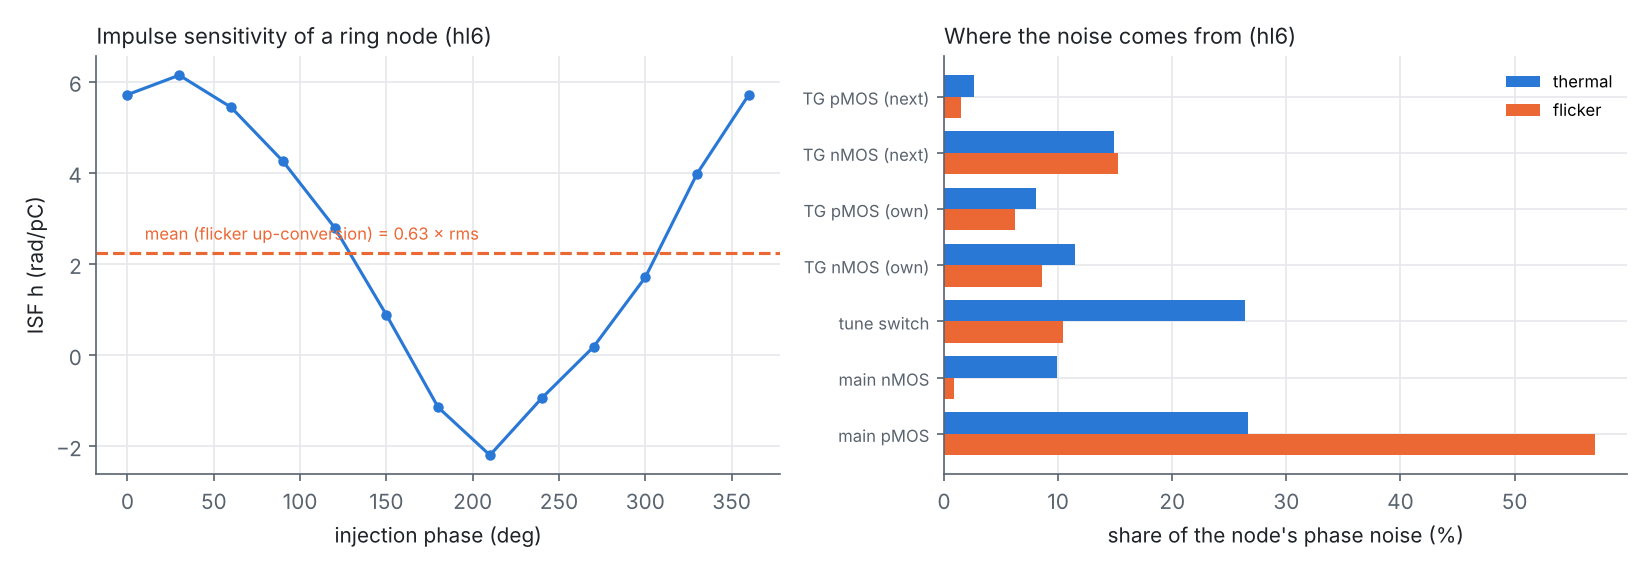 Impulse sensitivity of a ring node (hl6)
6
4
2
0
−2
ISF h (rad/pC)
mean (flicker up-conversion) = 0.63 × rms
0
50
100
150
200
250
300
350
injection phase (deg)
Where the noise comes from (hl6)
thermal
flicker
TG pMOS (next)
TG nMOS (next)
TG pMOS (own)
TG nMOS (own)
tune switch
main nMOS
main pMOS
0
10
20
30
40
50
share of the node's phase noise (%)